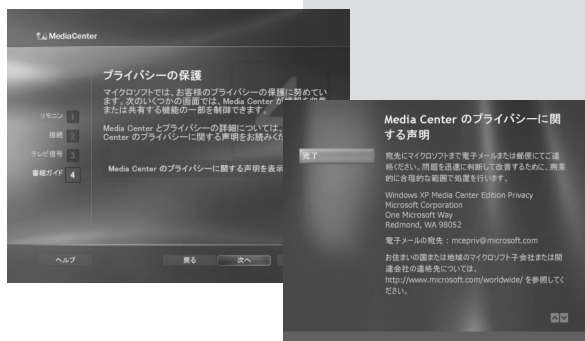 MediaCenter
プライバシーの保護
マイクロソフトでは、お客様のプライバシーの保護に努めてい
ます。次のいくつかの画面では、Media Center が
または共有する機能の一部を制御できます。
Media Center とプライバシーの詳細については、
Center のプライバシーに関する声明をお読みくだ
Media Center のプライバシーに関する声明を表示
リモコン 1
接続 2
テレビ信号 3
番組ガイド 4
ヘルプ
戻る
次へ
Media Center のプライバシーに関
する声明
完了
宛先にマイクロソフトまで電子メールまたは郵便にてご連
絡ください。問題を迅速に判断して改善するために、商業
的に合理的な範囲で処置を行います。
Windows XP Media Center Edition Privacy
Microsoft Corporation
One Microsoft Way
Redmond, WA 98052
電子メールの宛先 : mcepriv@microsoft.com
お住まいの国または地域のマイクロソフト子会社または関
連会社の連絡先については、
http://www.microsoft.com/worldwide/ を参照してく
ださい。